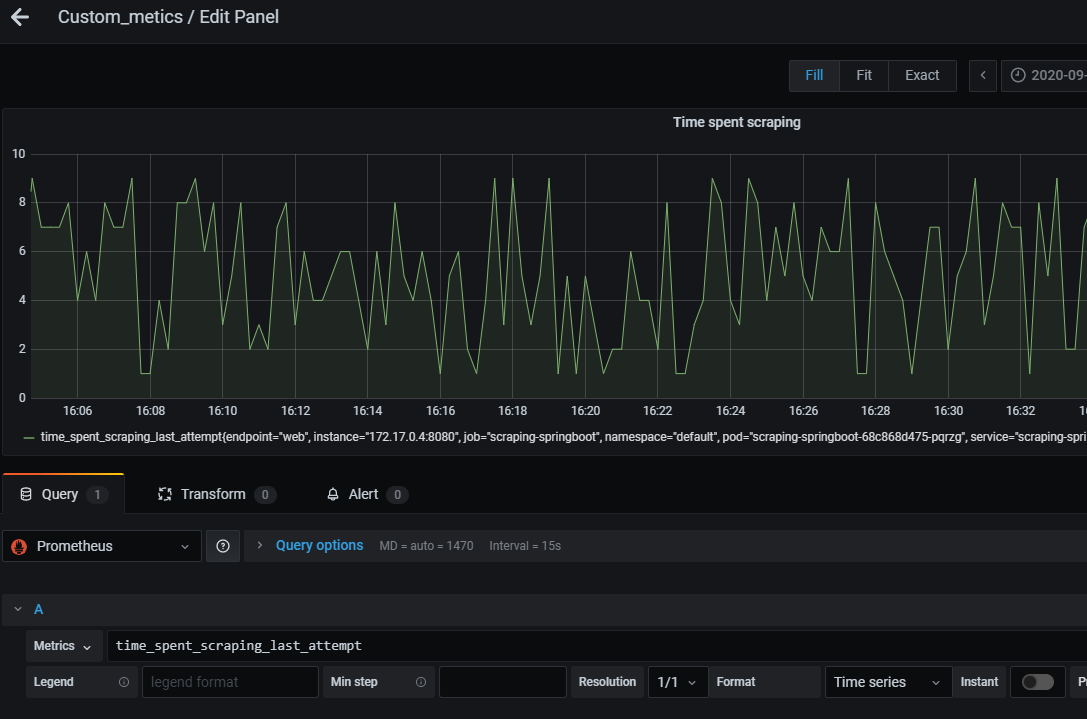 Custom_metics / Edit Panel
Fill Fit Exact 2020-09-
Time spent scraping
10
8
6
4
2
0
16:06 16:08 16:10 16:12 16:14 16:16 16:18 16:20 16:22 16:24 16:26 16:28 16:30 16:32 16
time_spent_scraping_last_attempt{endpoint="web", instance="172.17.0.4:8080", job="scraping-springboot", namespace="default", pod="scraping-springboot-68c868d475-pqrzg", service="scraping-spri
Query 1 Transform 0 Alert 0
Prometheus Query options MD = auto = 1470 Interval = 15s
A
Metrics time_spent_scraping_last_attempt
Legend legend format Min step Resolution 1/1 Format Time series Instant P